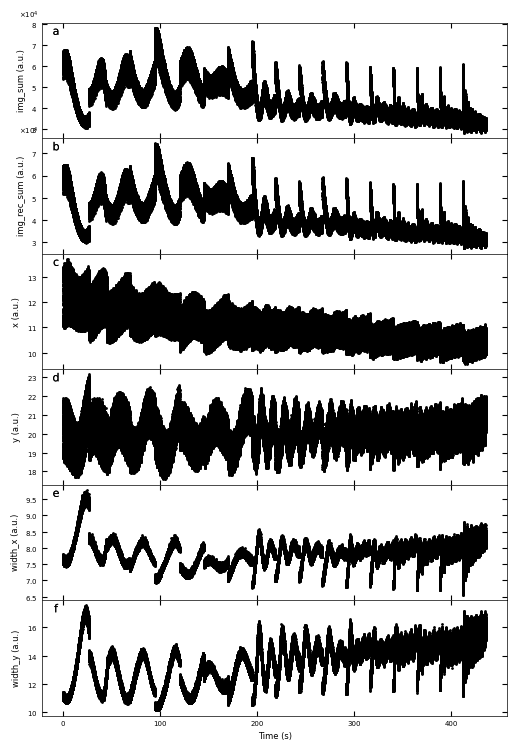 ×10⁴
a
img_sum (a.u.)
8
7
6
5
4
3
b
img_rec_sum (a.u.)
7
6
5
4
3
c
x (a.u.)
13
12
11
10
d
y (a.u.)
23
22
21
20
19
18
e
width_x (a.u.)
9.5
9.0
8.5
8.0
7.5
7.0
6.5
f
width_y (a.u.)
16
14
12
10
0 100 200 300 400
Time (s)